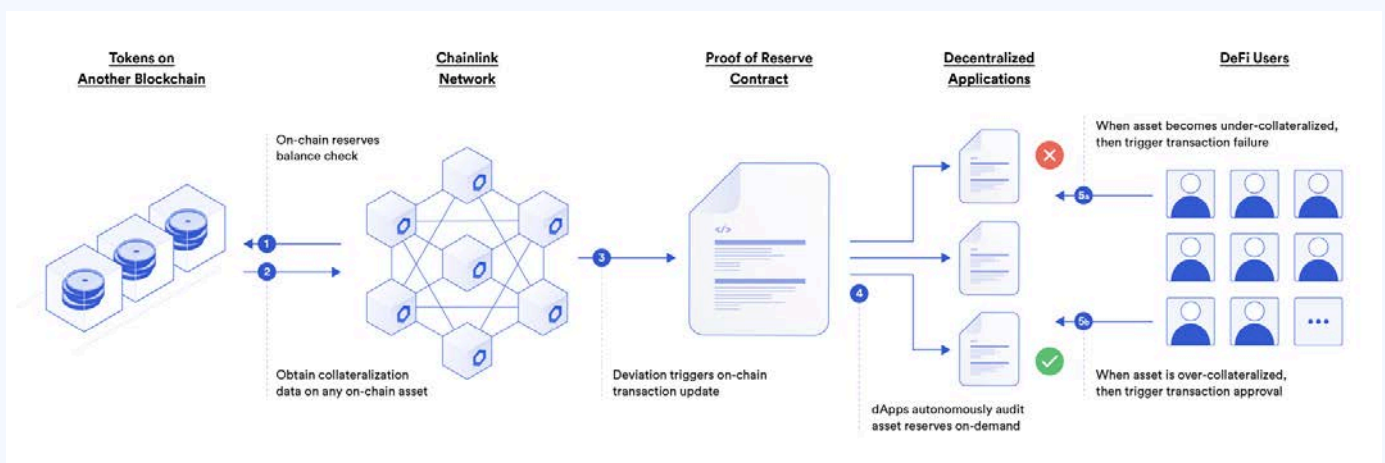 Tokens on
Another Blockchain
Chainlink
Network
Proof of Reserve
Contract
Decentralized
Applications
DeFi Users
On-chain reserves
balance check
1
2
Obtain collateralization
data on any on-chain asset
3
Deviation triggers on-chain
transaction update
</>
4
dApps autonomously audit
asset reserves on-demand
When asset becomes under-collateralized,
then trigger transaction failure
5a
5b
When asset is over-collateralized,
then trigger transaction approval